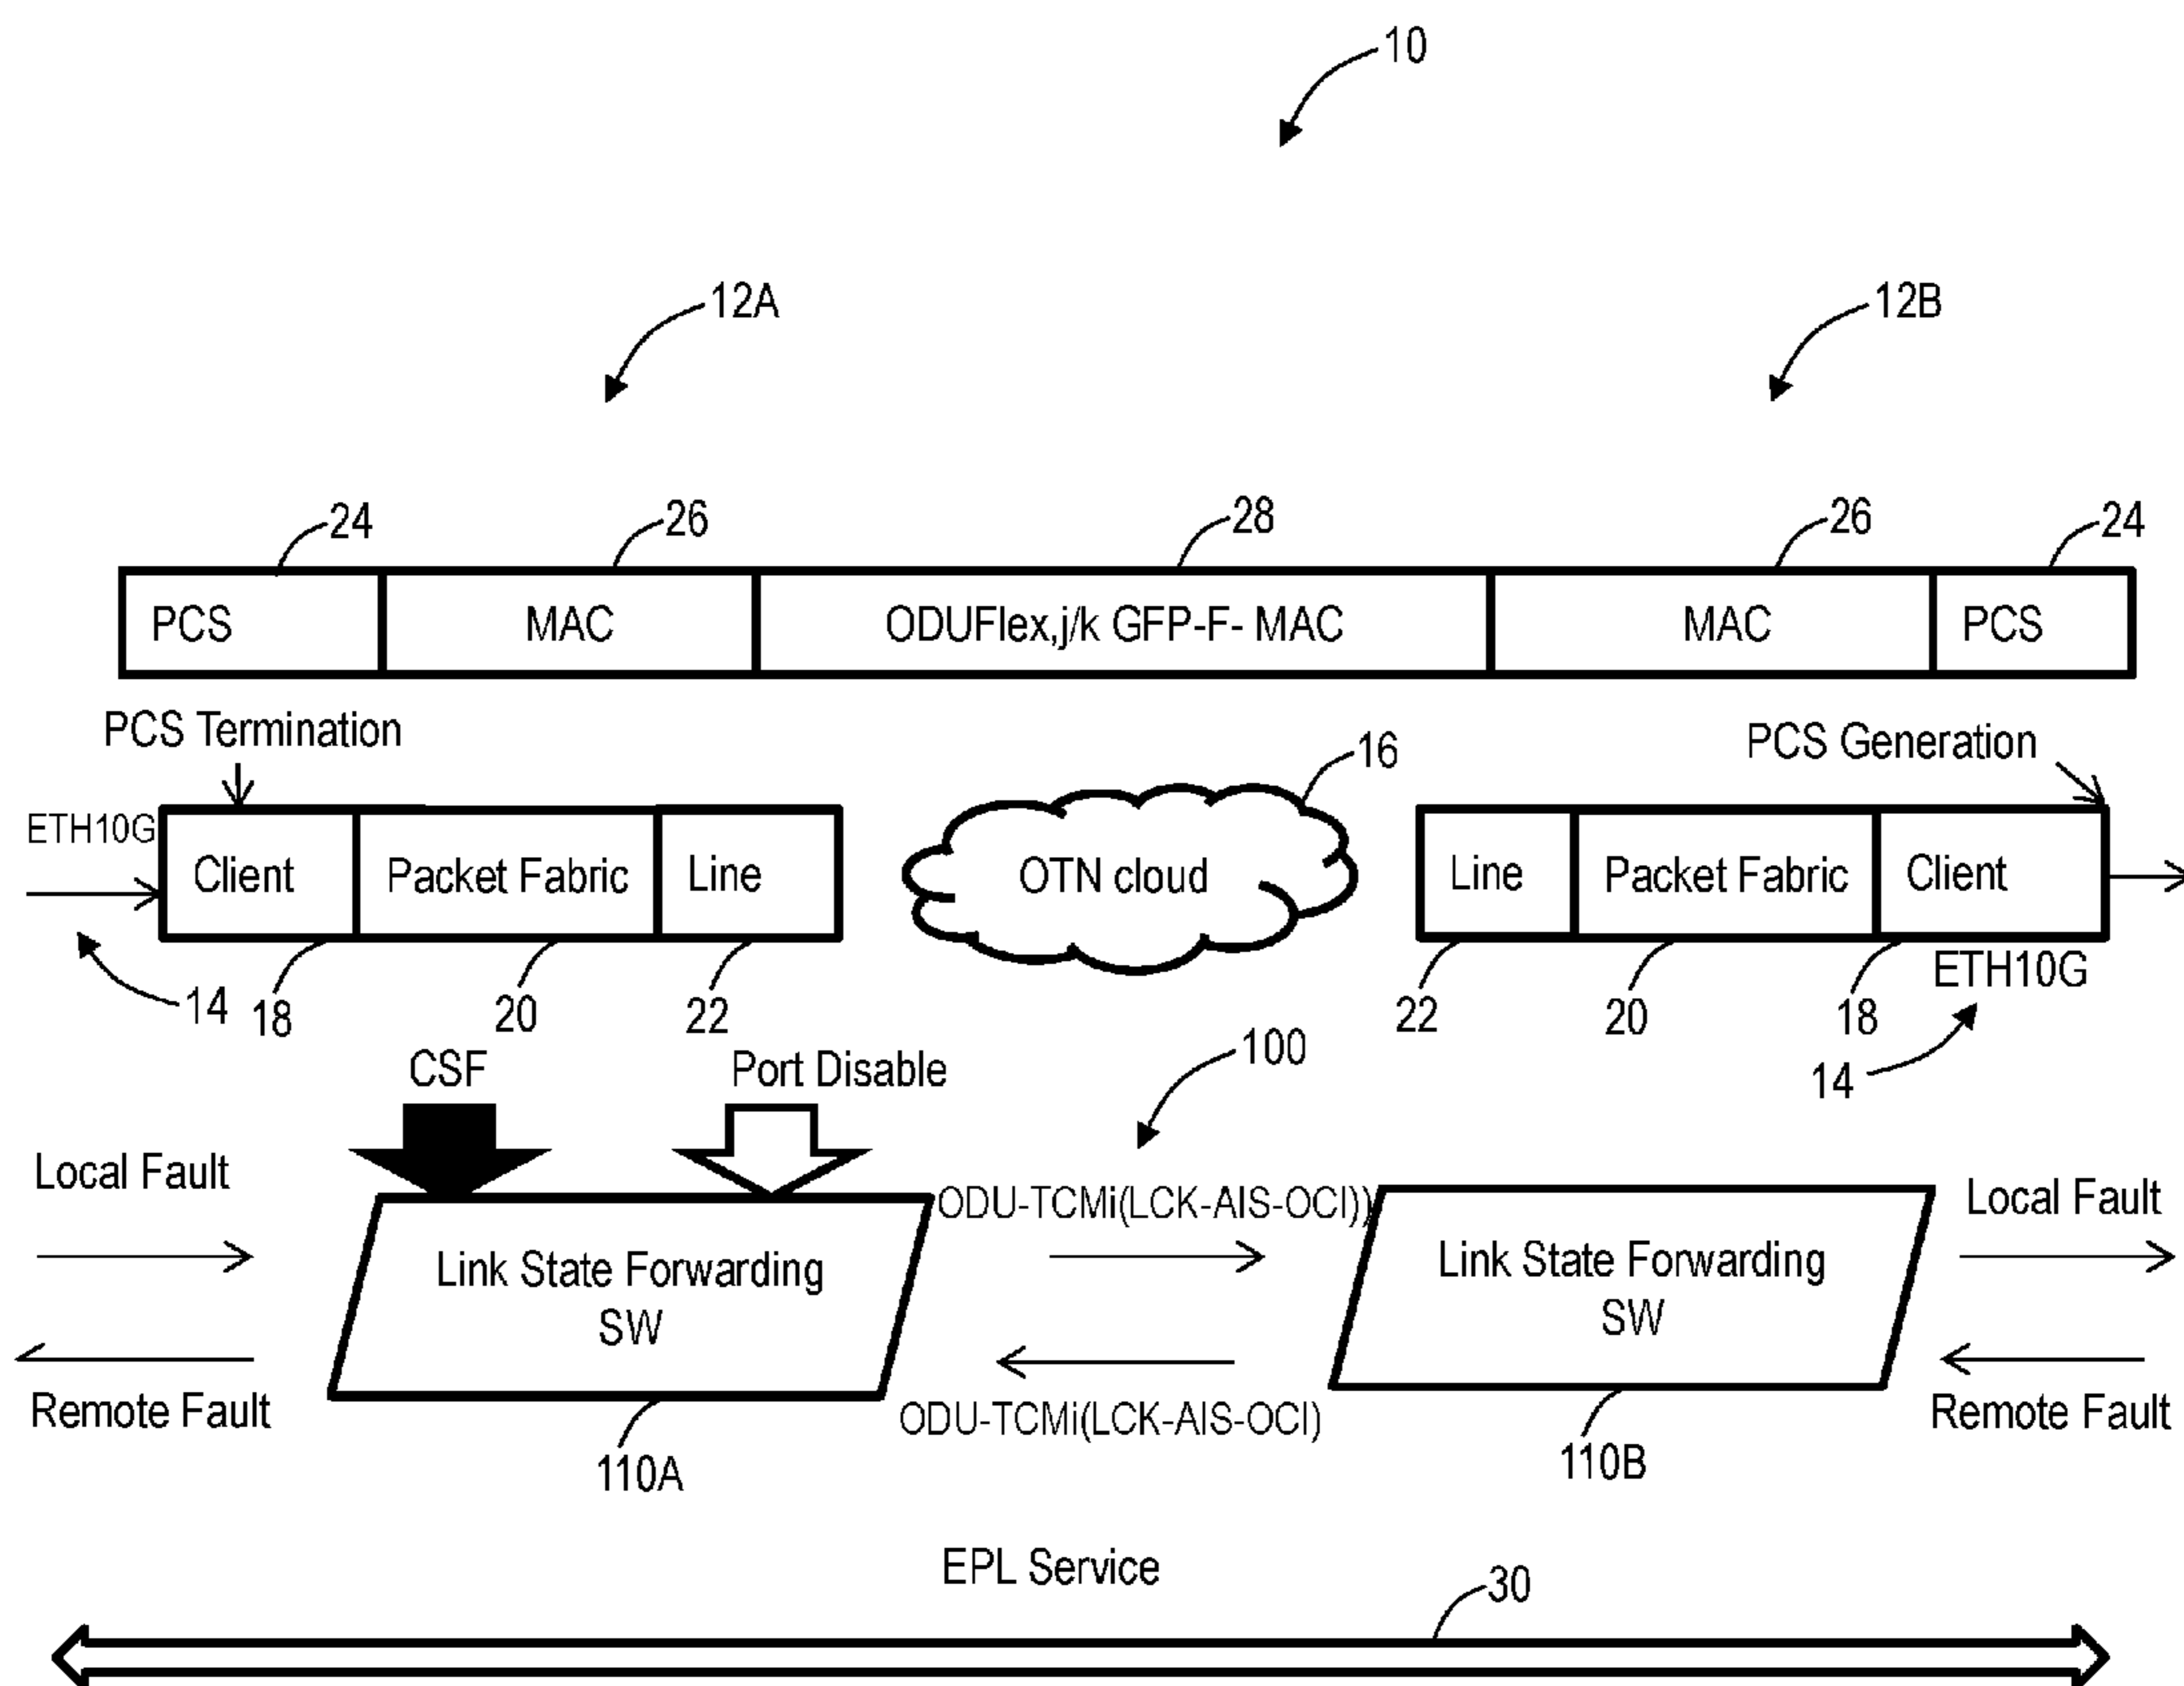 10
12A
12B
24
26
28
26
24
PCS
MAC
ODUFlex,j/k GFP-F- MAC
MAC
PCS
PCS Termination
16
PCS Generation
ETH10G
Client
Packet Fabric
Line
OTN cloud
Line
Packet Fabric
Client
ETH10G
14
18
20
22
22
20
18
14
CSF
Port Disable
100
Local Fault
ODU-TCMi(LCK-AIS-OCI))
Local Fault
Link State Forwarding
SW
Link State Forwarding
SW
Remote Fault
ODU-TCMi(LCK-AIS-OCI)
Remote Fault
110A
110B
EPL Service
30